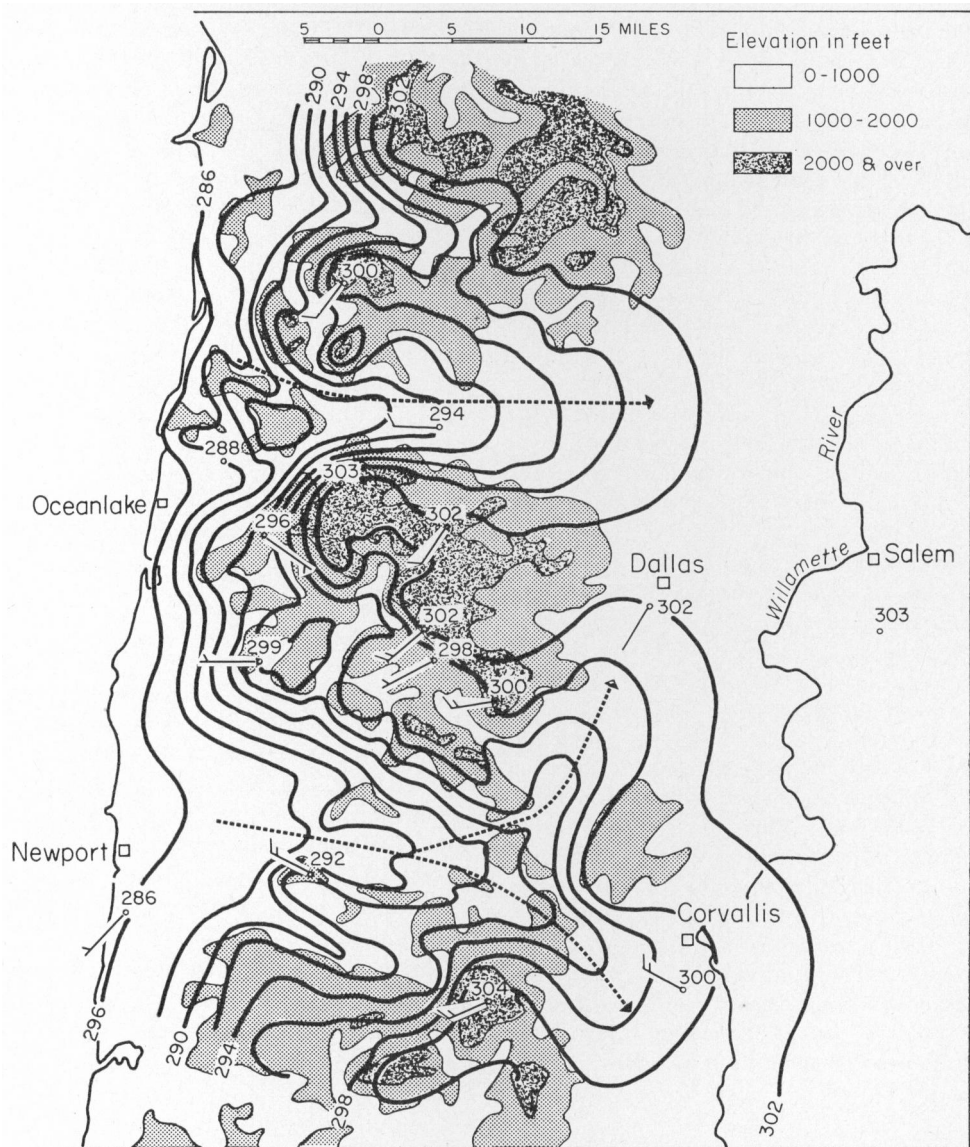 5 0 5 10 15 MILES
Elevation in feet
0-1000
1000-2000
2000 & over
290
294
298
302
286
300
294
288
303
Oceanlake
296
302
River
Willamette
Salem
Dallas
302
303
302
299
298
300
Newport
292
286
Corvallis
300
304
296
290
294
298
302